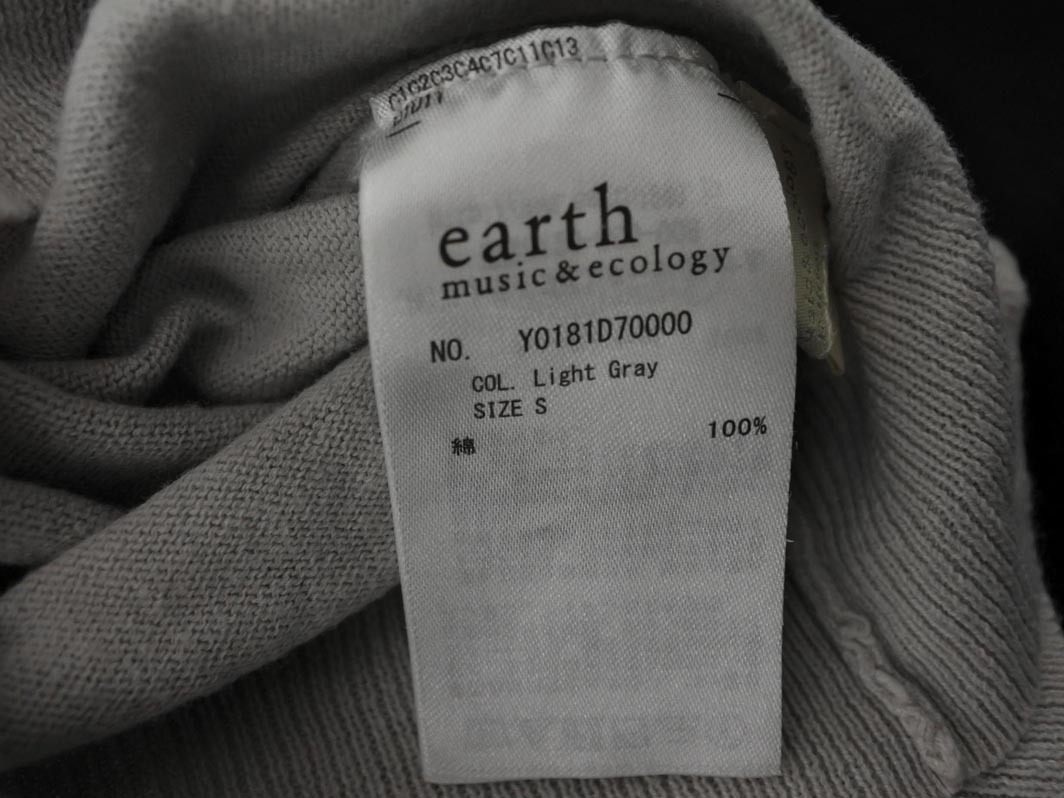 C1C2C3C4C7C11C13
earth
music & ecology
NO. Y0181D70000
COL. Light Gray
SIZE S
綿 100%